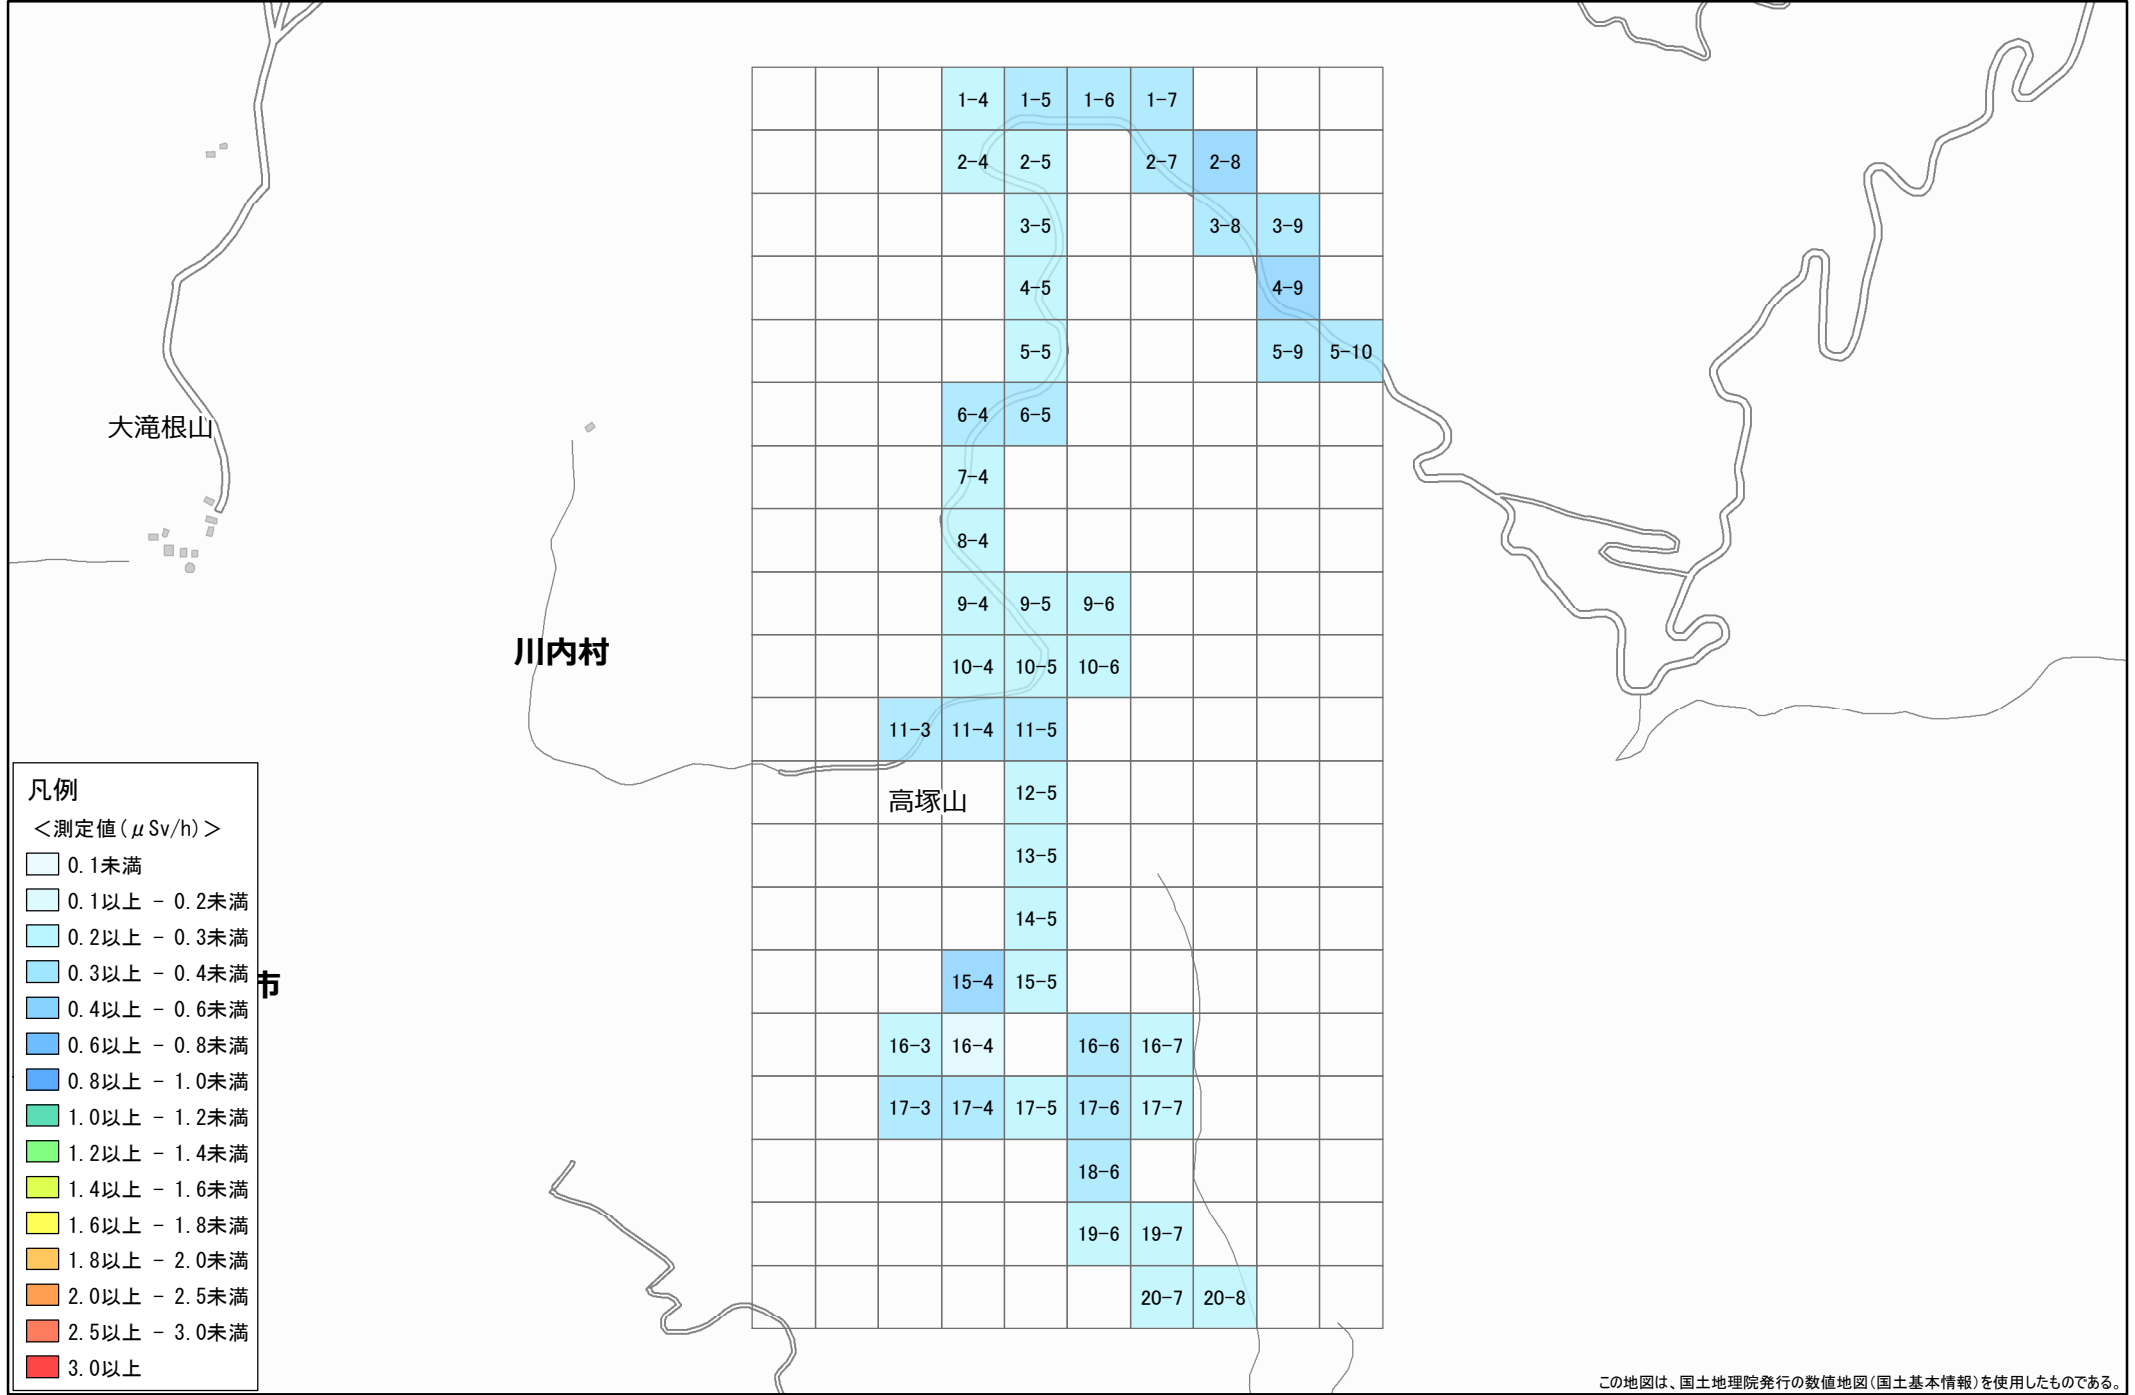 1-4 1-5 1-6 1-7
2-4 2-5 2-7 2-8
3-5 3-8 3-9
4-5 4-9
5-5 5-9 5-10
6-4 6-5
大滝根山
7-4
8-4
9-4 9-5 9-6
川内村
10-4 10-5 10-6
11-3 11-4 11-5
高塚山
12-5
13-5
14-5
15-4 15-5
市
16-3 16-4 16-6 16-7
17-3 17-4 17-5 17-6 17-7
18-6
19-6 19-7
20-7 20-8
凡例
＜測定値(μSv/h)＞
0.1未満
0.1以上 - 0.2未満
0.2以上 - 0.3未満
0.3以上 - 0.4未満
0.4以上 - 0.6未満
0.6以上 - 0.8未満
0.8以上 - 1.0未満
1.0以上 - 1.2未満
1.2以上 - 1.4未満
1.4以上 - 1.6未満
1.6以上 - 1.8未満
1.8以上 - 2.0未満
2.0以上 - 2.5未満
2.5以上 - 3.0未満
3.0以上
この地図は、国土地理院発行の数値地図(国土基本情報)を使用したものである。